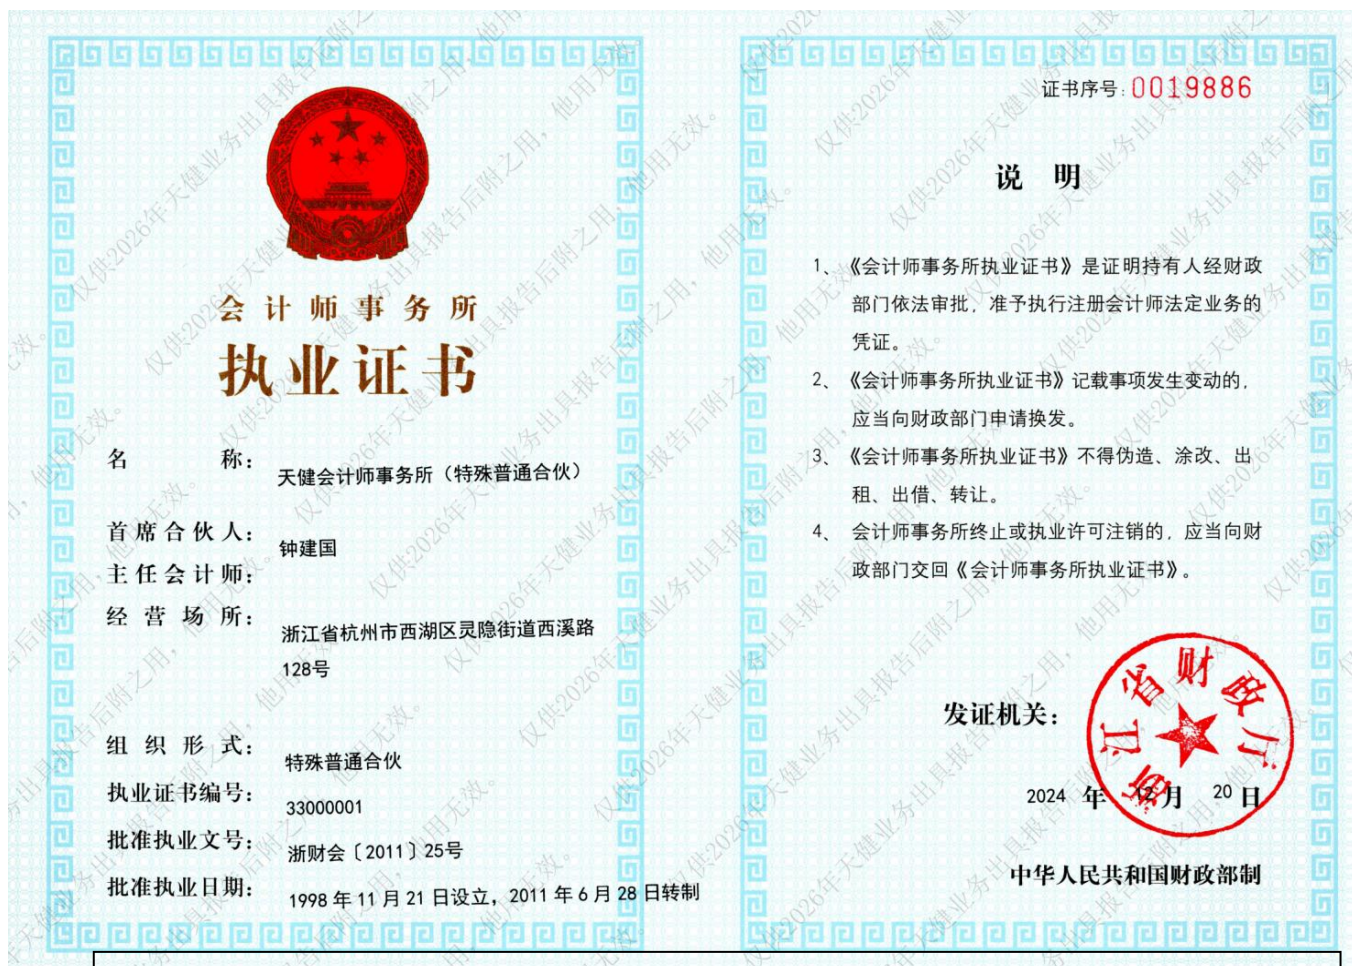 会计师事务所
执业证书
名称：
天健会计师事务所（特殊普通合伙）
首席合伙人：
钟建国
主任会计师：
经营场所：
浙江省杭州市西湖区灵隐街道西溪路
128号
组织形式：
特殊普通合伙
执业证书编号：
33000001
批准执业文号：
浙财会〔2011〕25号
批准执业日期：
1998年11月21日设立，2011年6月28日转制
证书序号：0019886
说明
1、《会计师事务所执业证书》是证明持有人经财政
部门依法审批，准予执行注册会计师法定业务的
凭证。
2、《会计师事务所执业证书》记载事项发生变动的，
应当向财政部门申请换发。
3、《会计师事务所执业证书》不得伪造、涂改、出
租、出借、转让。
4、会计师事务所终止或执业许可注销的，应当向财
政部门交回《会计师事务所执业证书》。
发证机关：
浙江省财政厅
2024年12月20日
中华人民共和国财政部制
仅供2026年天健业务出具报告后附之用，他用无效。